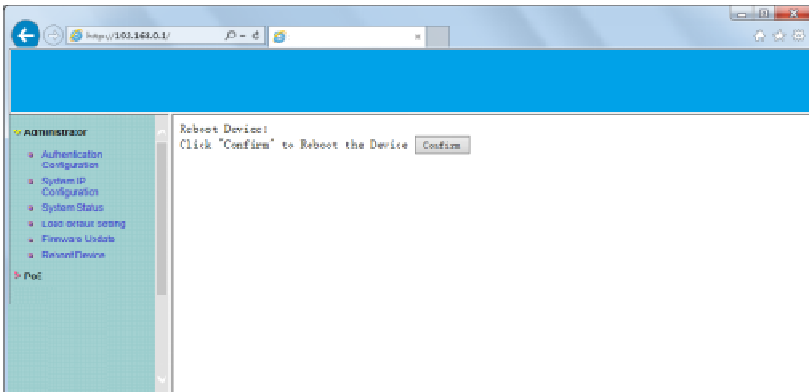 http://103.168.0.1/
Administrator
Authentication
Configuration
System IP
Configuration
System Status
Load default setting
Firmware Update
Reboot Device
PoE
Reboot Device:
Click "Confirm" to Reboot the Device Confirm